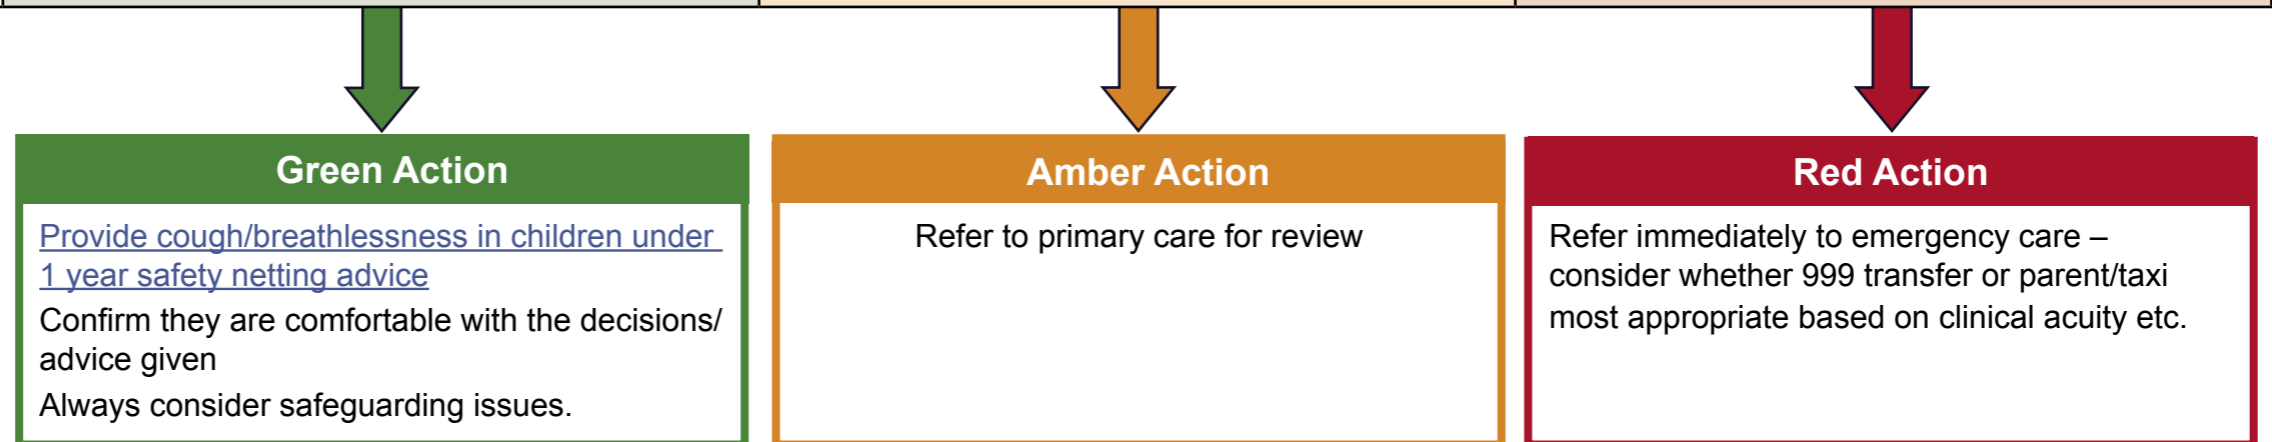 Green Action
Provide cough/breathlessness in children under
1 year safety netting advice
Confirm they are comfortable with the decisions/
advice given
Always consider safeguarding issues.
Amber Action
Refer to primary care for review
Red Action
Refer immediately to emergency care –
consider whether 999 transfer or parent/taxi
most appropriate based on clinical acuity etc.